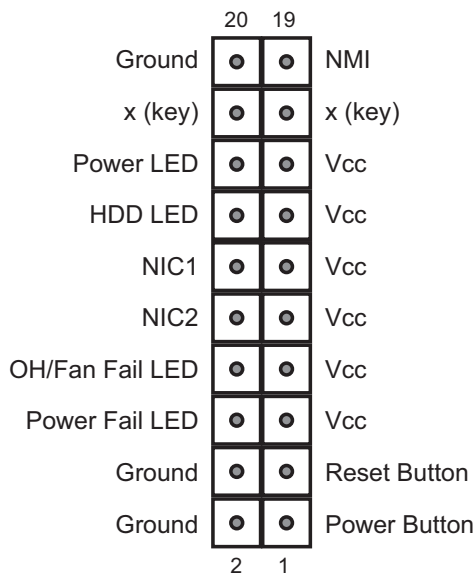 20 19
Ground NMI
x (key) x (key)
Power LED Vcc
HDD LED Vcc
NIC1 Vcc
NIC2 Vcc
OH/Fan Fail LED Vcc
Power Fail LED Vcc
Ground Reset Button
Ground Power Button
2 1